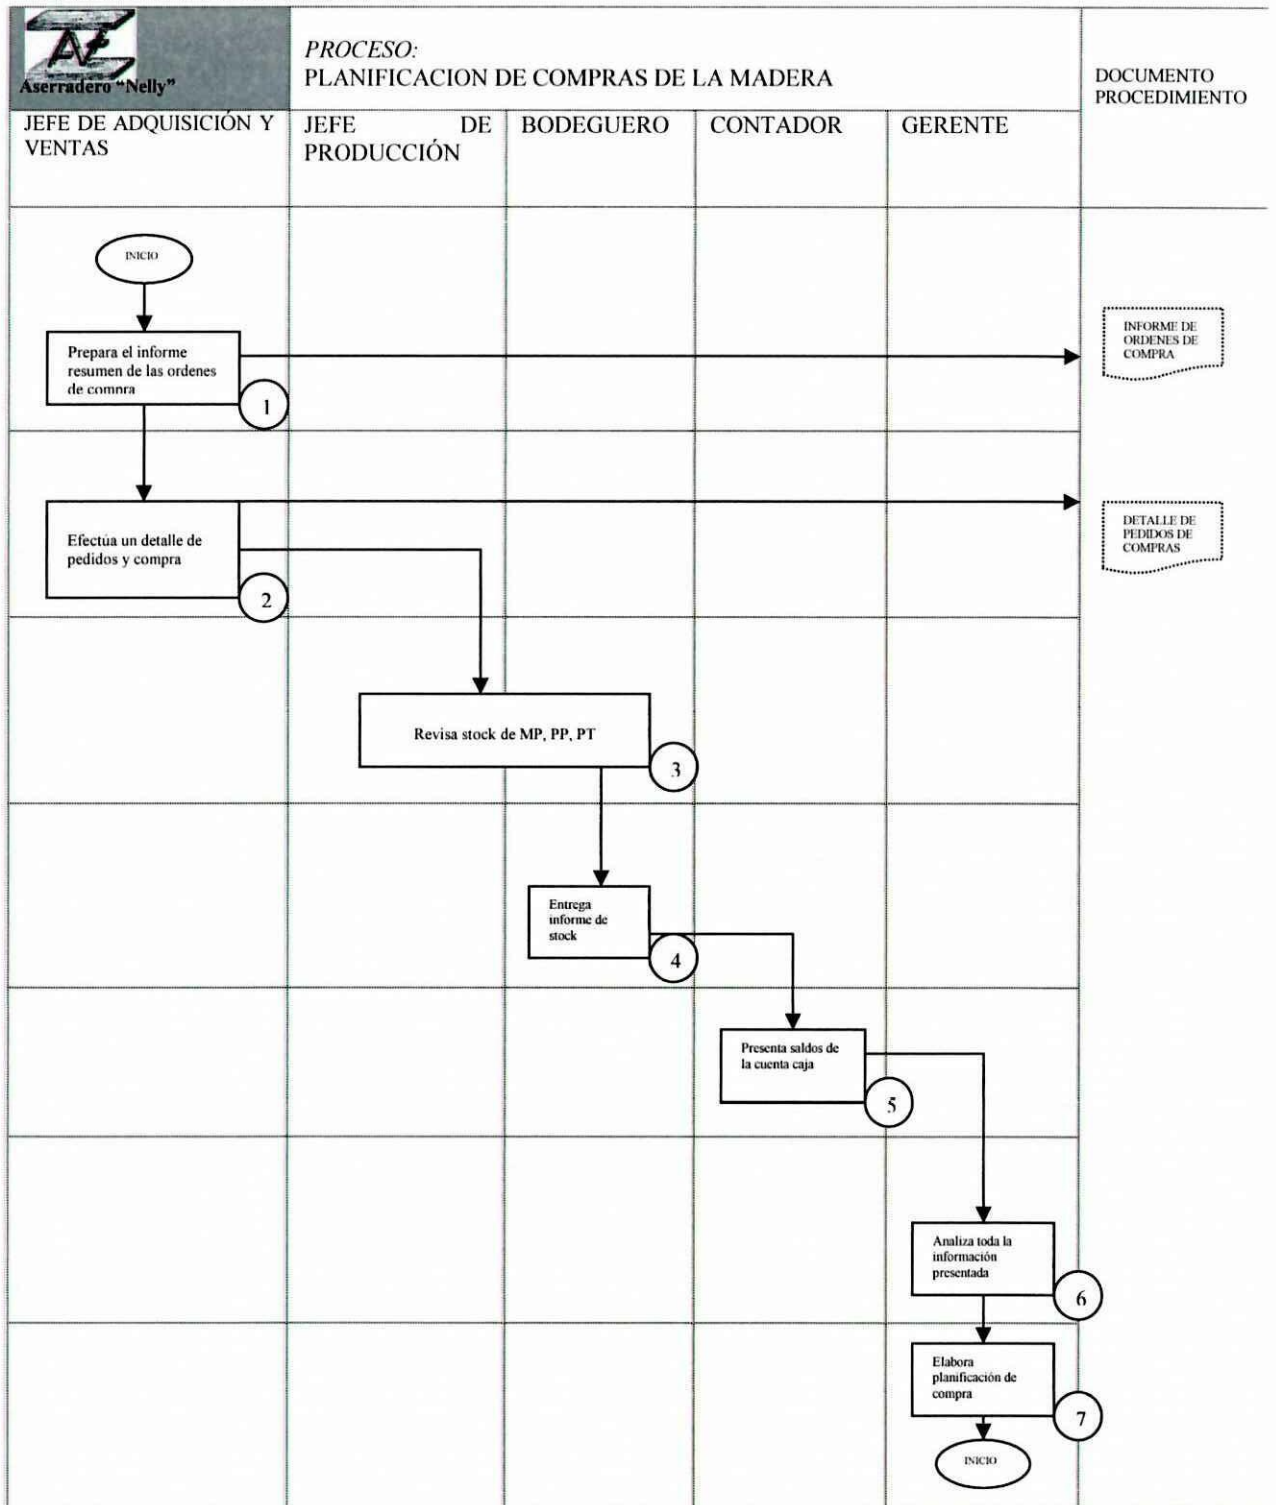 Aserradero "Nelly"
PROCESO:
PLANIFICACION DE COMPRAS DE LA MADERA
DOCUMENTO
PROCEDIMIENTO
JEFE DE ADQUISICIÓN Y
VENTAS
JEFE DE
PRODUCCIÓN
BODEGUERO
CONTADOR
GERENTE
INICIO
Prepara el informe
resumen de las ordenes
de compra
1
INFORME DE
ORDENES DE
COMPRA
Efectúa un detalle de
pedidos y compra
2
DETALLE DE
PEDIDOS DE
COMPRAS
Revisa stock de MP, PP, PT
3
Entrega
informe de
stock
4
Presenta saldos de
la cuenta caja
5
Analiza toda la
información
presentada
6
Elabora
planificación de
compra
7
INICIO